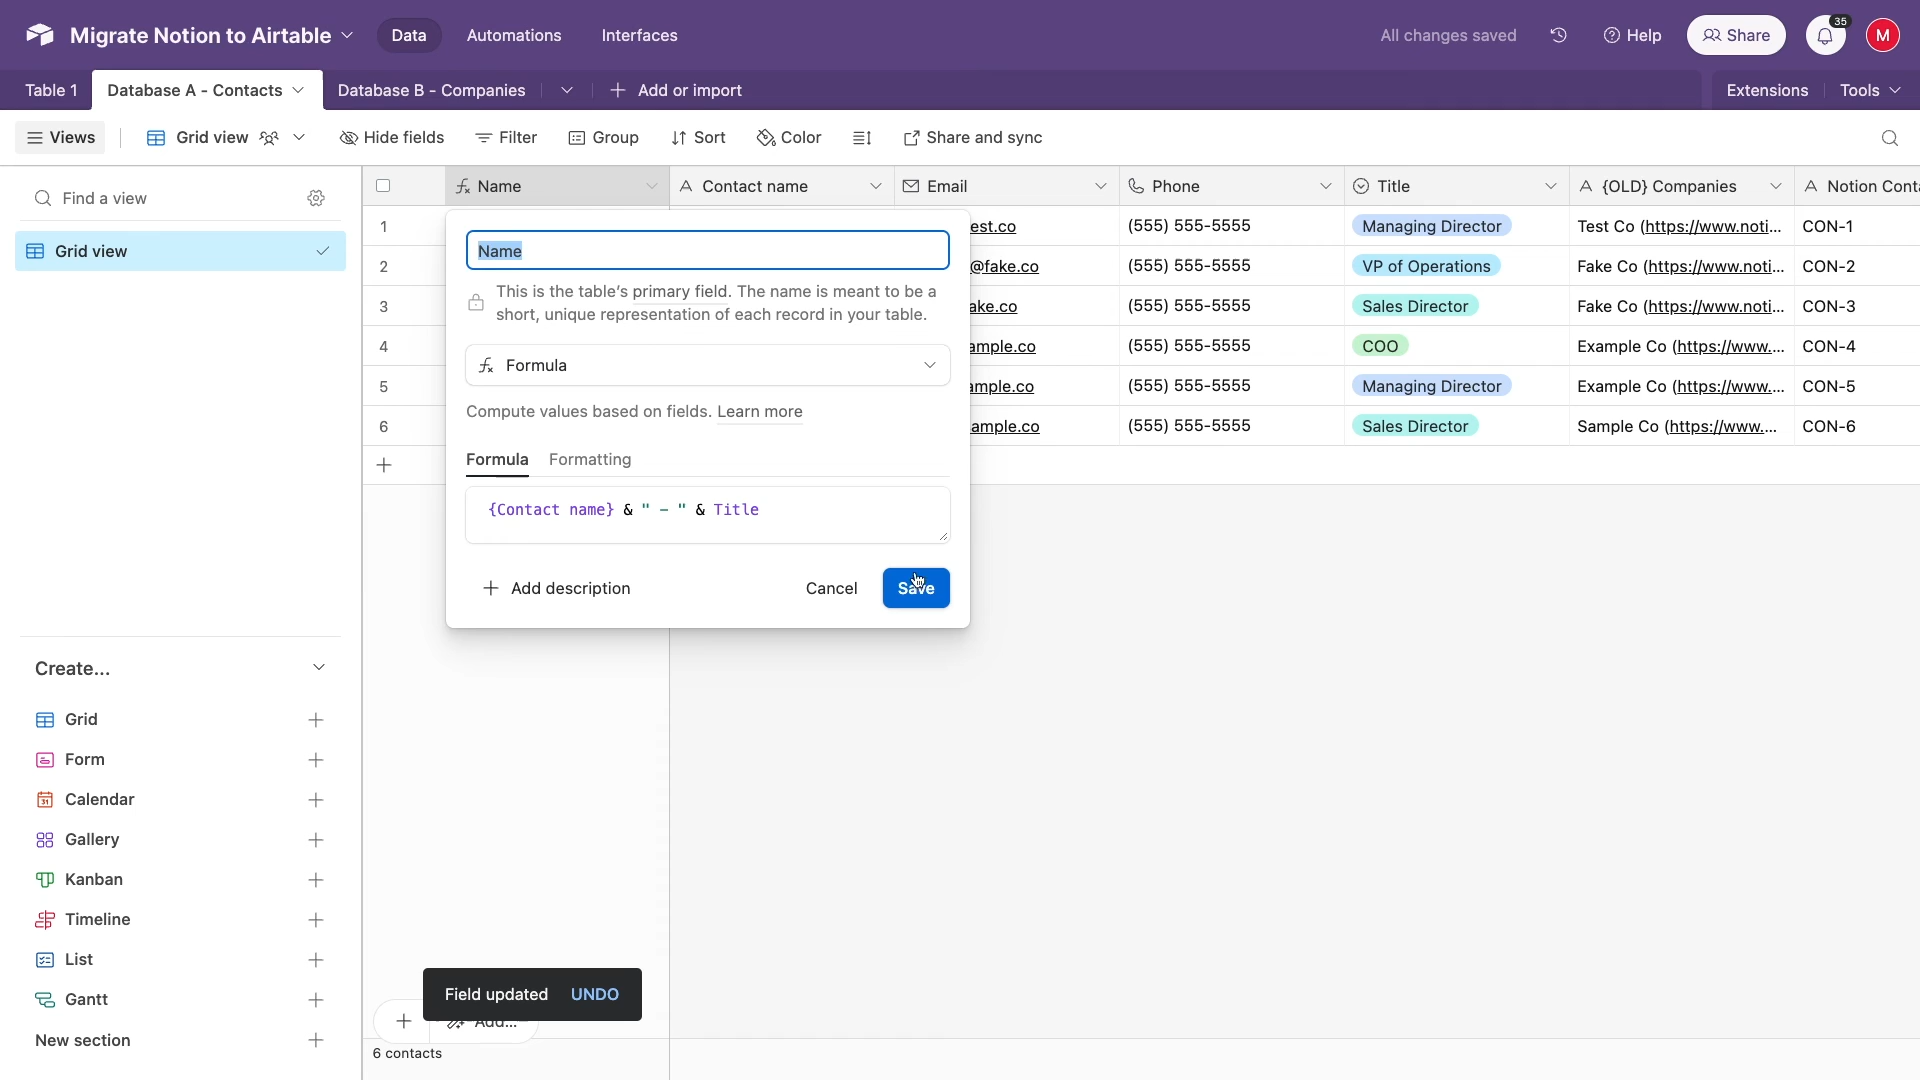 Migrate Notion to Airtable
Data
Automations
Interfaces
All changes saved
Help
Share
35
M
Table 1
Database A - Contacts
Database B - Companies
Add or import
Extensions
Tools
Views
Grid view
Hide fields
Filter
Group
Sort
Color
Share and sync
Find a view
Grid view
Name
Contact name
Email
Phone
Title
{OLD} Companies
Notion Conta
1
est.co
(555) 555-5555
Managing Director
Test Co (https://www.noti...
CON-1
2
@fake.co
(555) 555-5555
VP of Operations
Fake Co (https://www.noti...
CON-2
3
ake.co
(555) 555-5555
Sales Director
Fake Co (https://www.noti...
CON-3
4
ample.co
(555) 555-5555
COO
Example Co (https://www....
CON-4
5
ample.co
(555) 555-5555
Managing Director
Example Co (https://www....
CON-5
6
ample.co
(555) 555-5555
Sales Director
Sample Co (https://www....
CON-6
Name
This is the table's primary field. The name is meant to be a
short, unique representation of each record in your table.
Formula
Compute values based on fields. Learn more
Formula
Formatting
{Contact name} & " - " & Title
Add description
Cancel
Save
Create...
Grid
Form
Calendar
Gallery
Kanban
Timeline
List
Gantt
New section
Field updated
UNDO
Add...
6 contacts